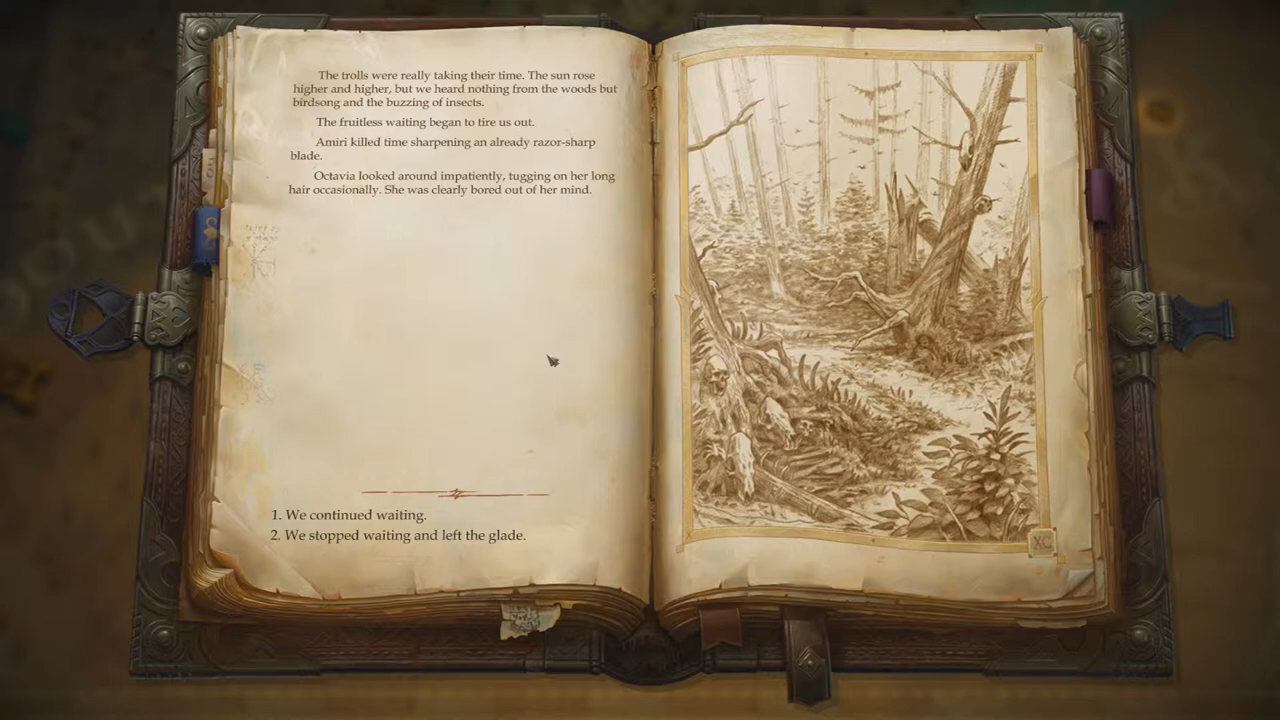 The trolls were really taking their time. The sun rose
higher and higher, but we heard nothing from the woods but
birdsong and the buzzing of insects.
The fruitless waiting began to tire us out.
Amiri killed time sharpening an already razor-sharp
blade.
Octavia looked around impatiently, tugging on her long
hair occasionally. She was clearly bored out of her mind.
1. We continued waiting.
2. We stopped waiting and left the glade.
XC